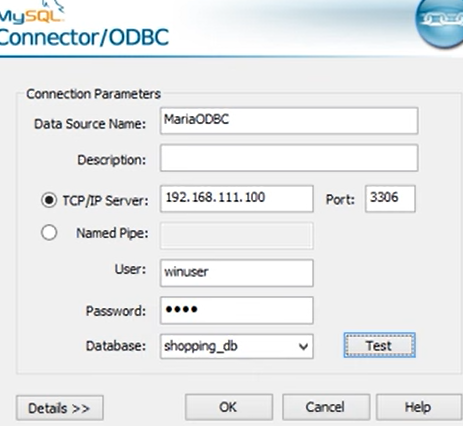 MySQL
Connector/ODBC
Connection Parameters
Data Source Name: MariaODBC
Description:
TCP/IP Server: 192.168.111.100 Port: 3306
Named Pipe:
User: winuser
Password: ••••
Database: shopping_db Test
Details >> OK Cancel Help